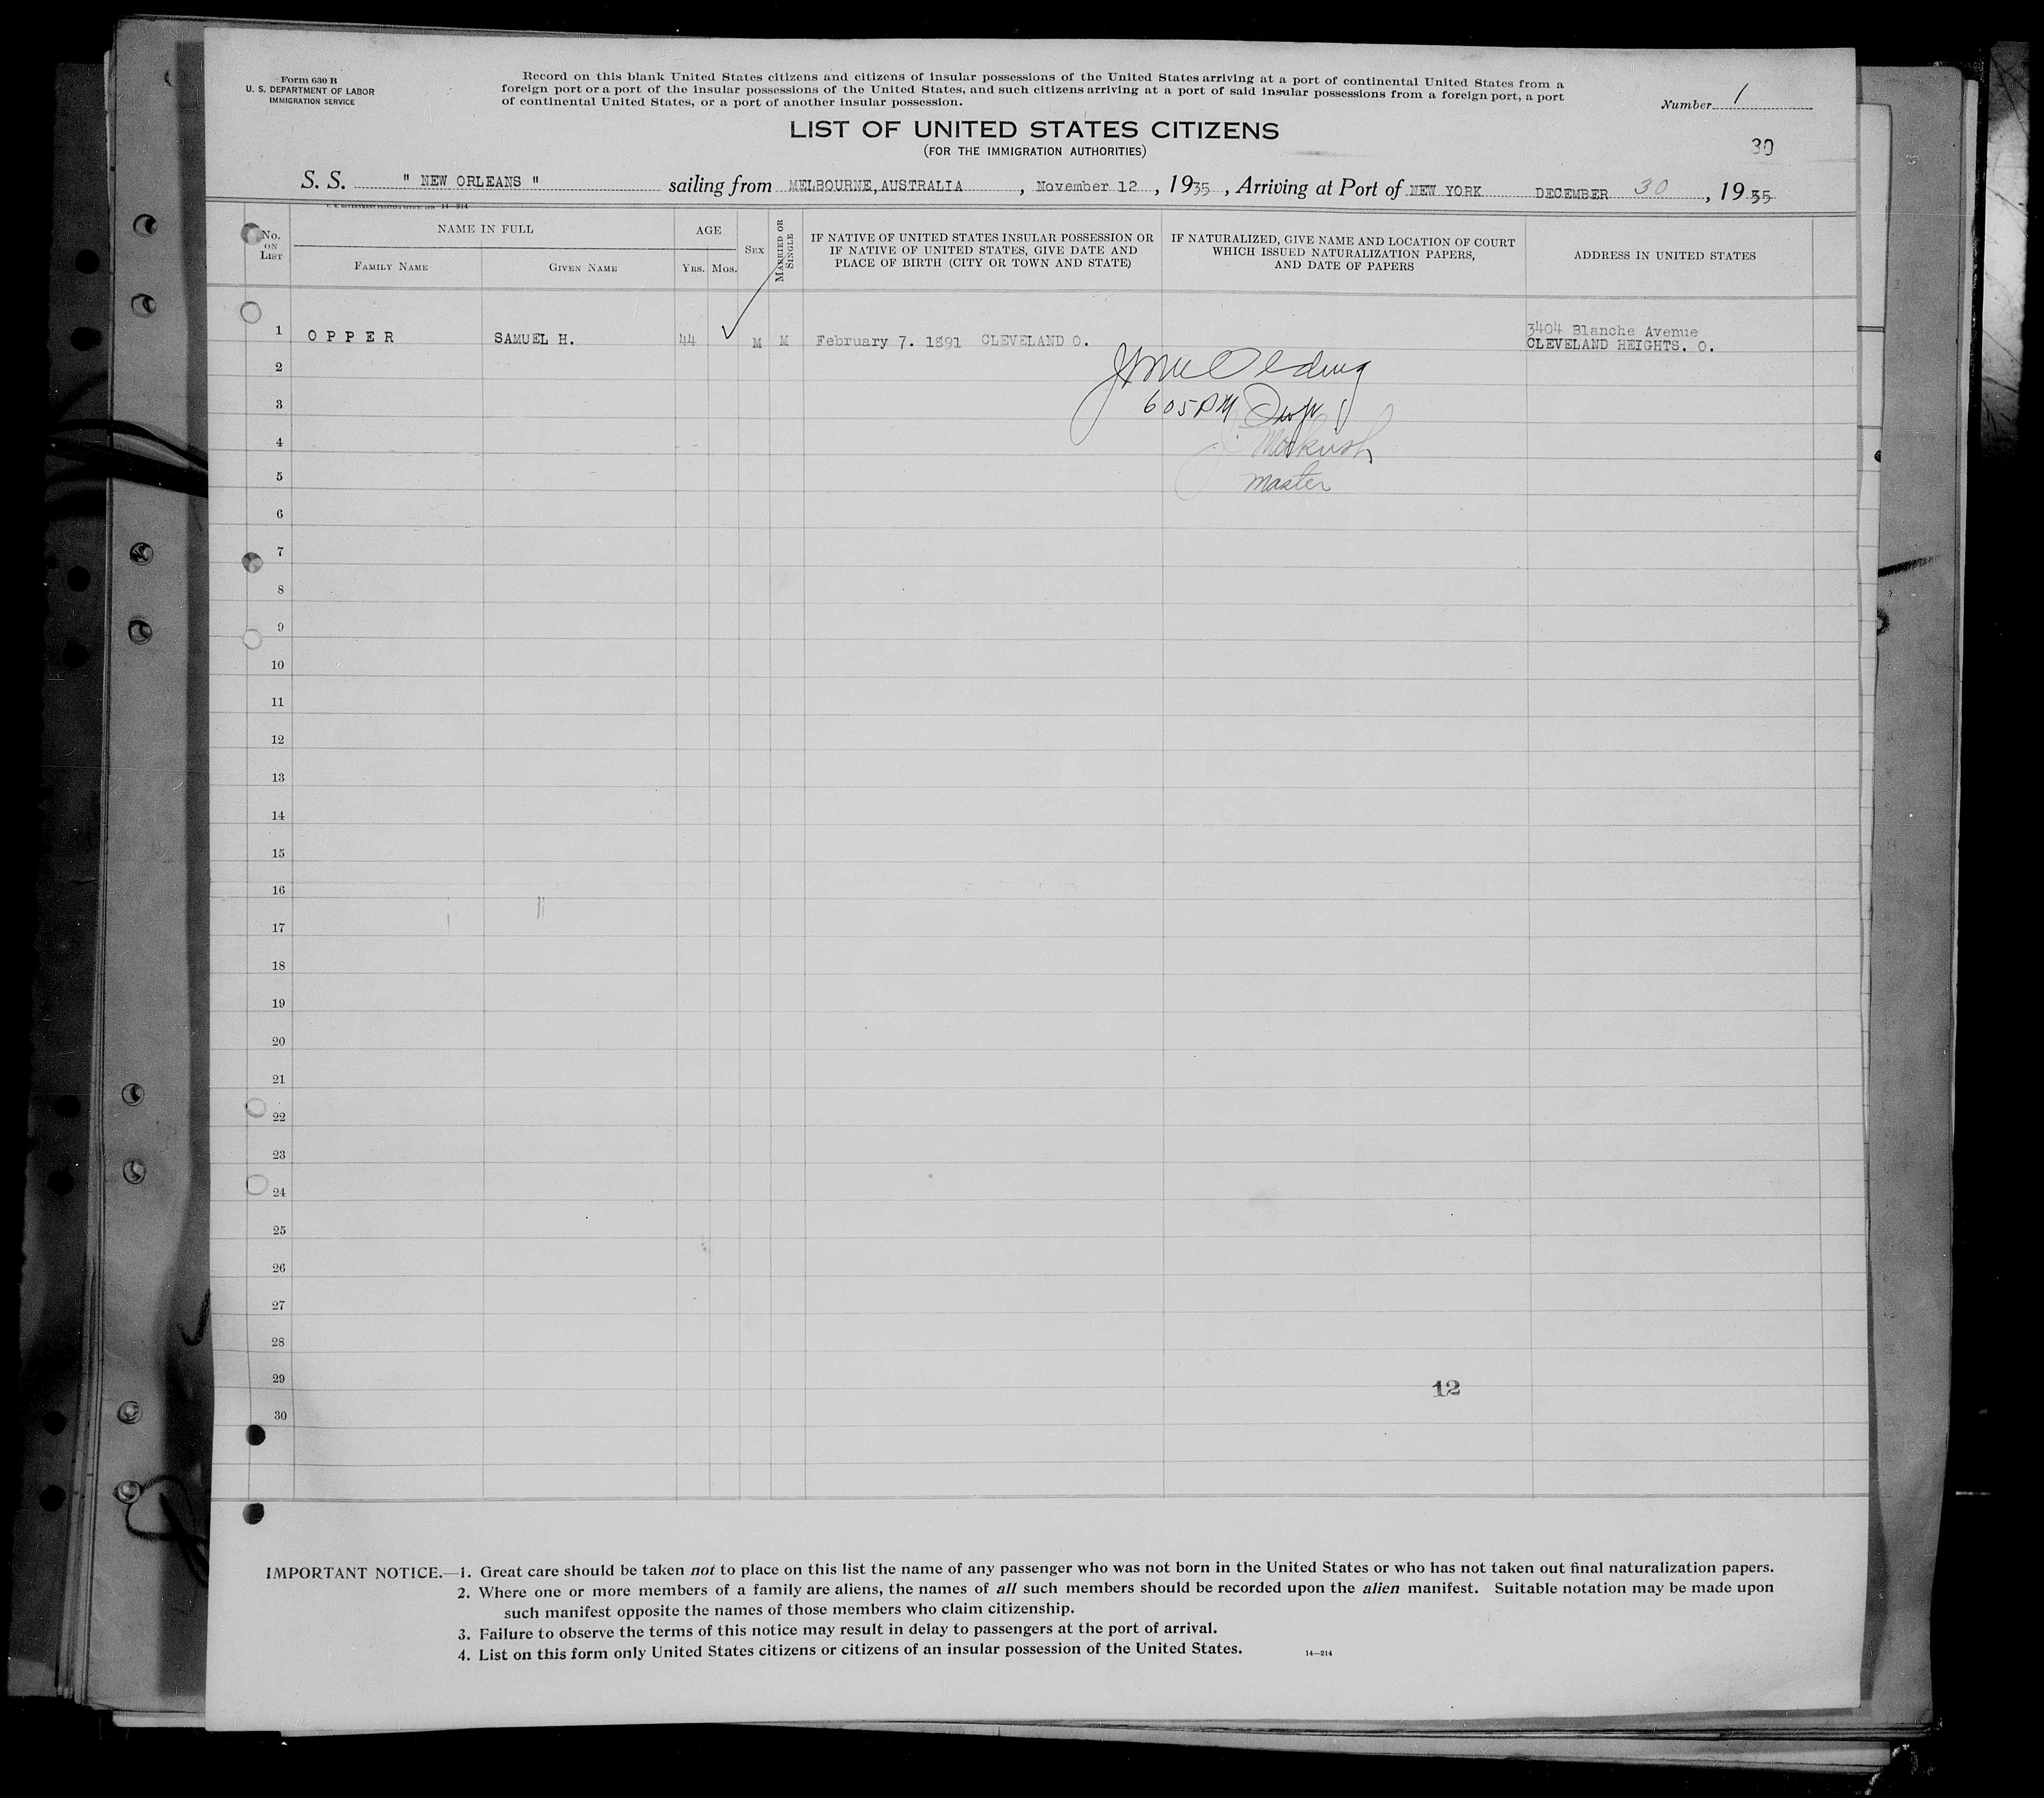 Form 630 B
U. S. DEPARTMENT OF LABOR
IMMIGRATION SERVICE
Record on this blank United States citizens and citizens of insular possessions of the United States arriving at a port of continental United States from a
foreign port or a port of the insular possessions of the United States, and such citizens arriving at a port of said insular possessions from a foreign port, a port
of continental United States, or a port of another insular possession.
Number 1
LIST OF UNITED STATES CITIZENS
(FOR THE IMMIGRATION AUTHORITIES)
30
S. S. " NEW ORLEANS " sailing from MELBOURNE, AUSTRALIA , November 12 , 1935 , Arriving at Port of NEW YORK DECEMBER 30 , 1935
14—214
No. ON LIST
NAME IN FULL
FAMILY NAME
GIVEN NAME
AGE
YRS. MOS.
SEX
MARRIED OR SINGLE
IF NATIVE OF UNITED STATES INSULAR POSSESSION OR
IF NATIVE OF UNITED STATES, GIVE DATE AND
PLACE OF BIRTH (CITY OR TOWN AND STATE)
IF NATURALIZED, GIVE NAME AND LOCATION OF COURT
WHICH ISSUED NATURALIZATION PAPERS,
AND DATE OF PAPERS
ADDRESS IN UNITED STATES
1 O P P E R SAMUEL H. 44 ✓ M M February 7. 1891 CLEVELAND O. 3404 Blanche Avenue
CLEVELAND HEIGHTS. O.
2
3 605 PM
4
5 Master
6
7
8
9
10
11
12
13
14
15
16
17
18
19
20
21
22
23
24
25
26
27
28
29 12
30
IMPORTANT NOTICE.—1. Great care should be taken not to place on this list the name of any passenger who was not born in the United States or who has not taken out final naturalization papers.
2. Where one or more members of a family are aliens, the names of all such members should be recorded upon the alien manifest. Suitable notation may be made upon
such manifest opposite the names of those members who claim citizenship.
3. Failure to observe the terms of this notice may result in delay to passengers at the port of arrival.
4. List on this form only United States citizens or citizens of an insular possession of the United States. 14—214